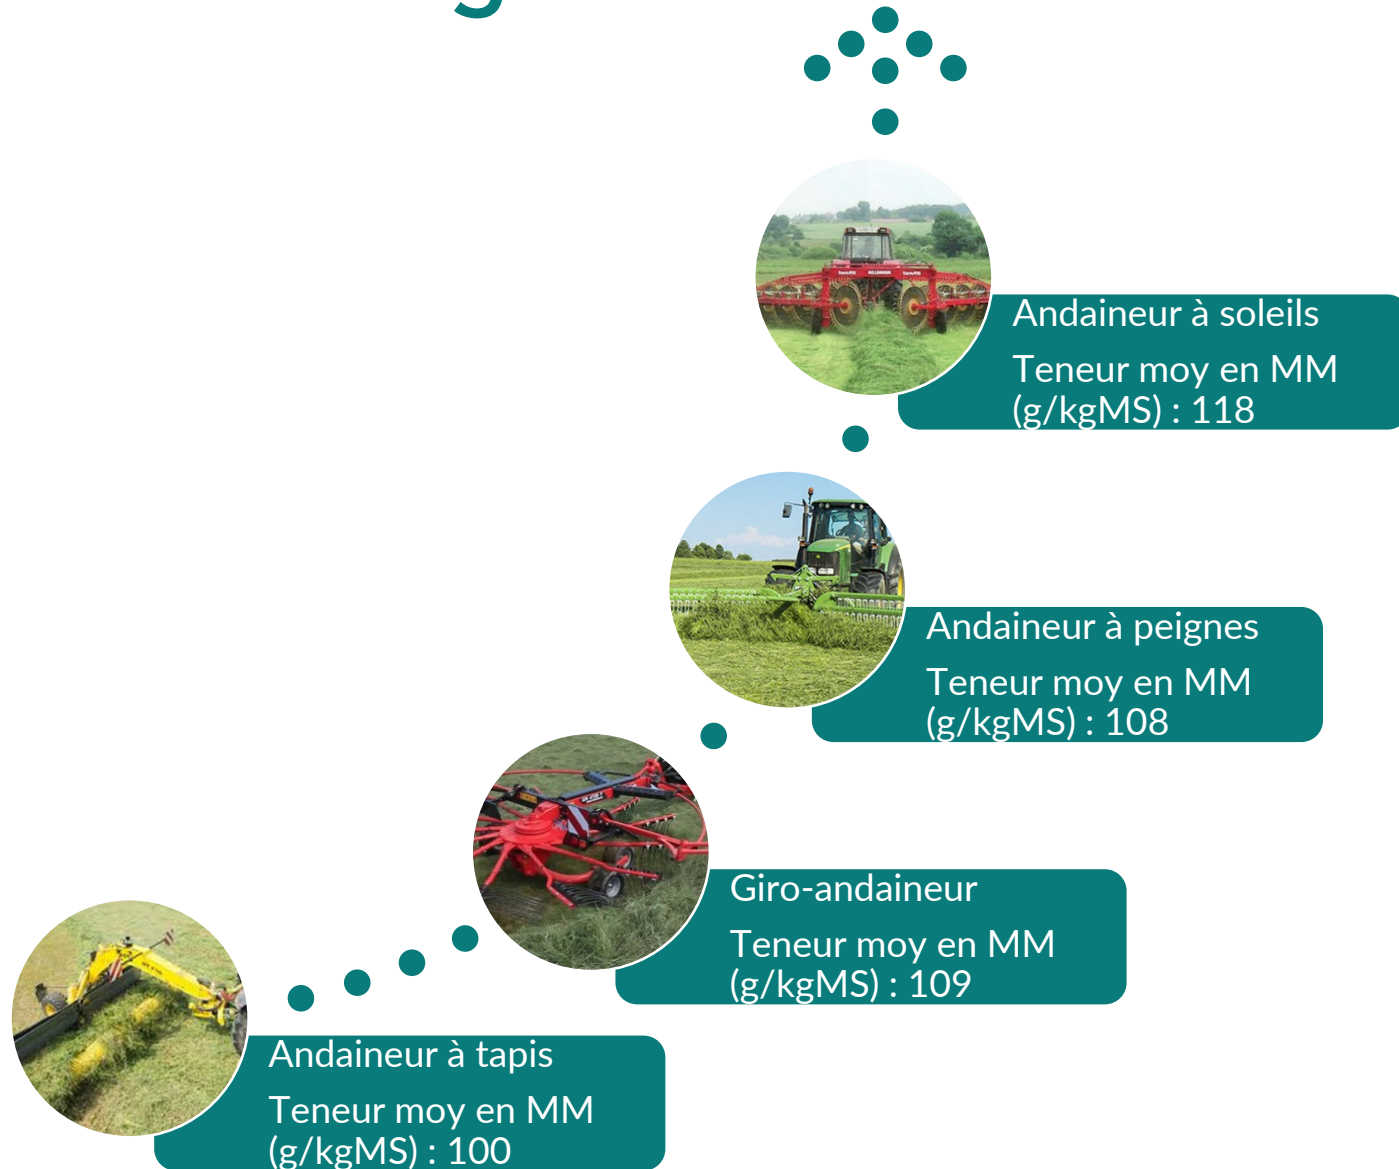 Andaineur à soleils
Teneur moy en MM
(g/kgMS) : 118
Andaineur à peignes
Teneur moy en MM
(g/kgMS) : 108
Giro-andaineur
Teneur moy en MM
(g/kgMS) : 109
Andaineur à tapis
Teneur moy en MM
(g/kgMS) : 100